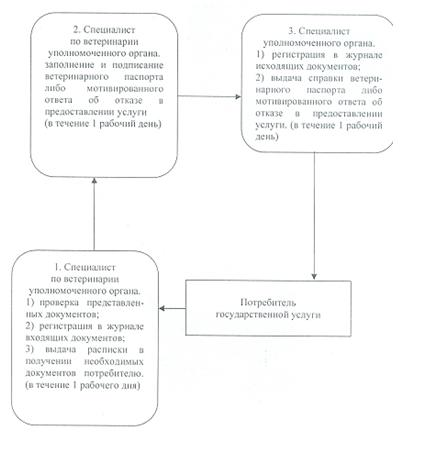 2. Специалист
по ветеринарии
уполномоченного органа.
заполнение и подписание
ветеринарного паспорта
либо мотивированного
ответа об отказе в
предоставлении услуги
(в течение 1 рабочий день)
3. Специалист
уполномоченного органа.
1) регистрация в журнале
исходящих документов;
2) выдача справки ветери-
нарного паспорта либо
мотивированного ответа об
отказе в предоставлении
услуги. (в течение 1 рабочий
день)
1. Специалист
по ветеринарии
уполномоченного органа.
1) проверка представлен-
ных документов;
2) регистрация в журнале
входящих документов;
3) выдача расписки в
получении необходимых
документов потребителю.
(в течение 1 рабочего дня)
Потребитель
государственной услуги